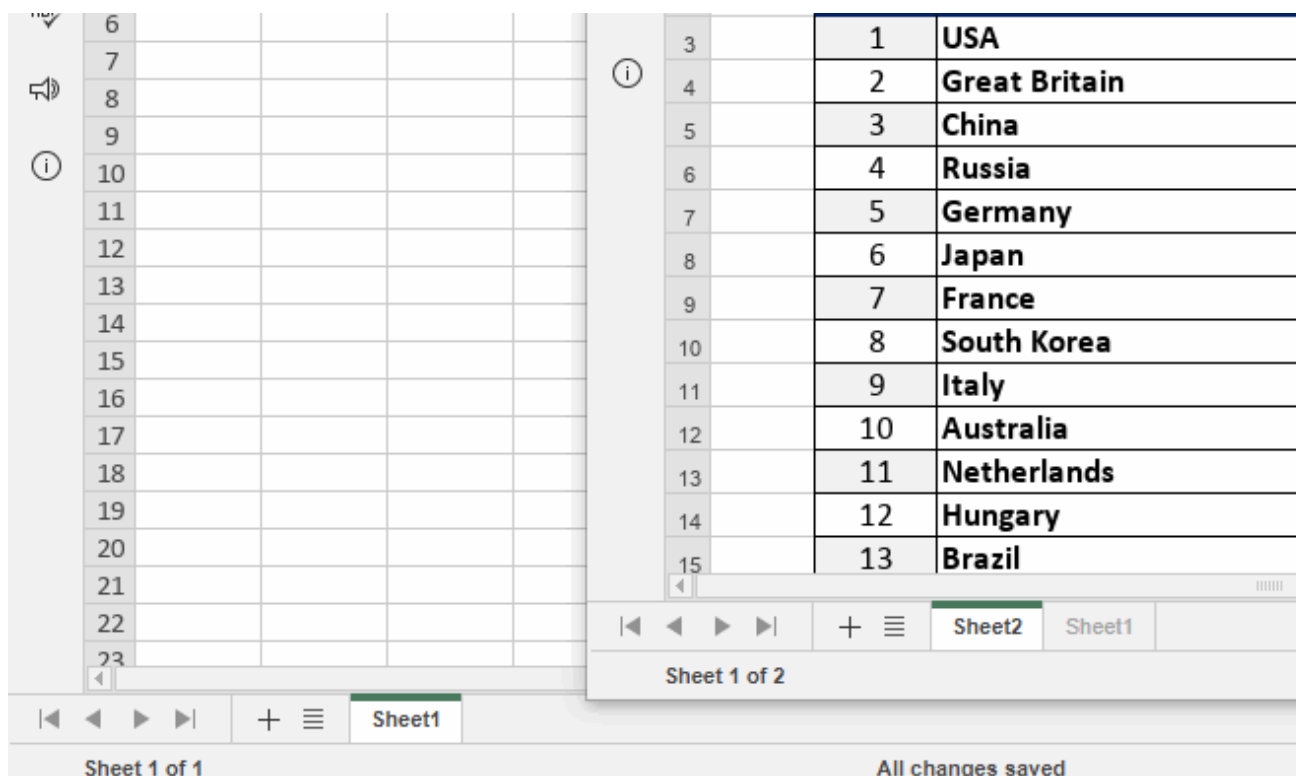 6
7
8
9
10
11
12
13
14
15
16
17
18
19
20
21
22
23
Sheet1
Sheet 1 of 1
All changes saved
3 1 USA
4 2 Great Britain
5 3 China
6 4 Russia
7 5 Germany
8 6 Japan
9 7 France
10 8 South Korea
11 9 Italy
12 10 Australia
13 11 Netherlands
14 12 Hungary
15 13 Brazil
Sheet2 Sheet1
Sheet 1 of 2